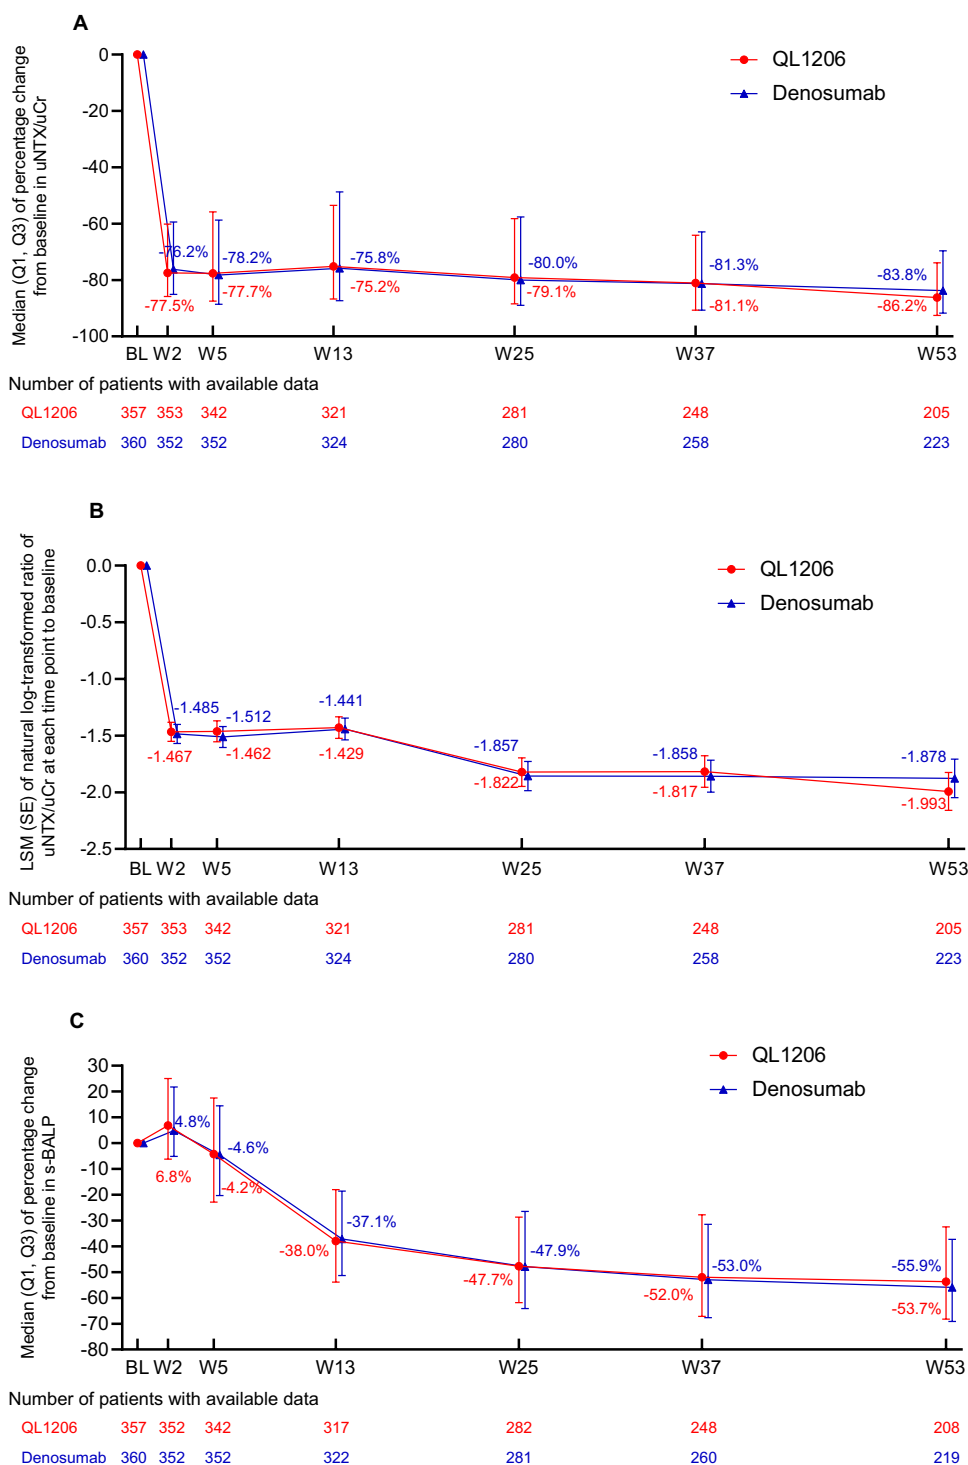 A
Median (Q1, Q3) of percentage change
from baseline in uNTX/uCr
0
-20
-40
-60
-80
-100
QL1206
Denosumab
-76.2%
-78.2%
-75.8%
-80.0%
-81.3%
-83.8%
-77.5%
-77.7%
-75.2%
-79.1%
-81.1%
-86.2%
BL W2 W5 W13 W25 W37 W53
Number of patients with available data
QL1206 357 353 342 321 281 248 205
Denosumab 360 352 352 324 280 258 223
B
LSM (SE) of natural log-transformed ratio of
uNTX/uCr at each time point to baseline
0.0
-0.5
-1.0
-1.5
-2.0
-2.5
QL1206
Denosumab
-1.485
-1.512
-1.441
-1.857
-1.858
-1.878
-1.467
-1.462
-1.429
-1.822
-1.817
-1.993
BL W2 W5 W13 W25 W37 W53
Number of patients with available data
QL1206 357 353 342 321 281 248 205
Denosumab 360 352 352 324 280 258 223
C
Median (Q1, Q3) of percentage change
from baseline in s-BALP
30
20
10
0
-10
-20
-30
-40
-50
-60
-70
-80
QL1206
Denosumab
4.8%
-4.6%
-37.1%
-47.9%
-53.0%
-55.9%
6.8%
-4.2%
-38.0%
-47.7%
-52.0%
-53.7%
BL W2 W5 W13 W25 W37 W53
Number of patients with available data
QL1206 357 352 342 317 282 248 208
Denosumab 360 352 352 322 281 260 219